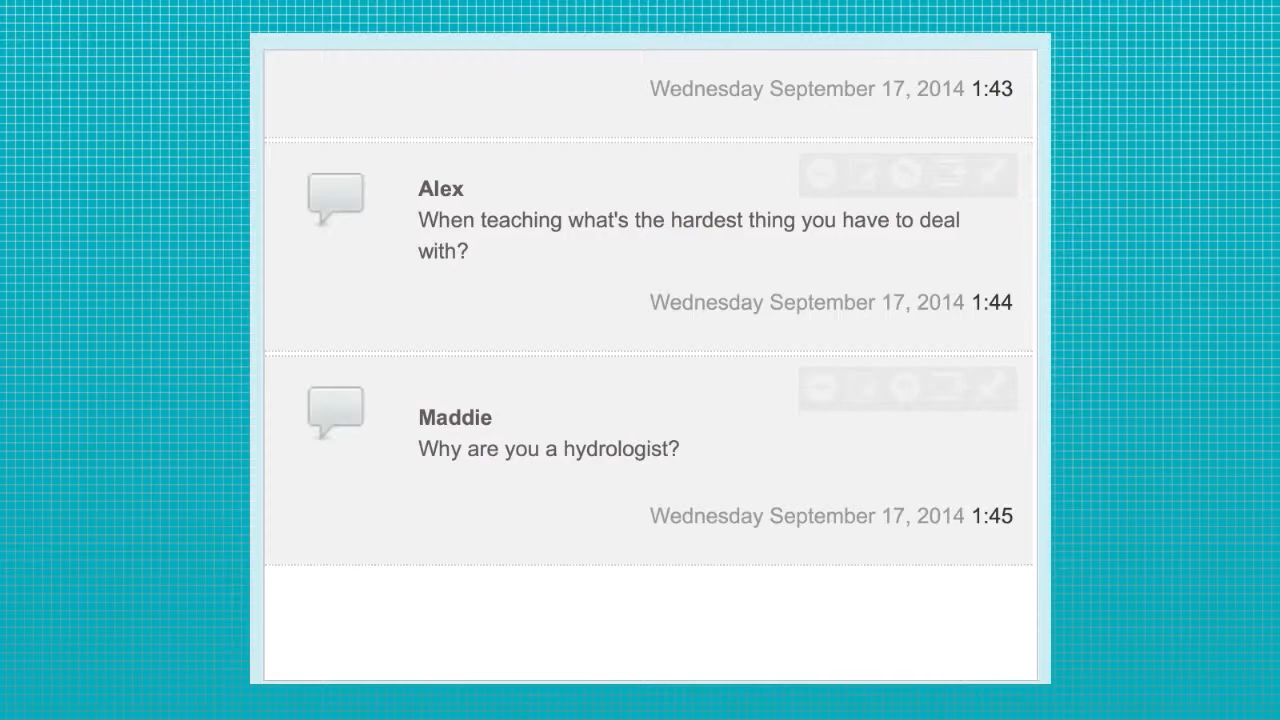 Wednesday September 17, 2014 1:43
Alex
When teaching what's the hardest thing you have to deal
with?
Wednesday September 17, 2014 1:44
Maddie
Why are you a hydrologist?
Wednesday September 17, 2014 1:45